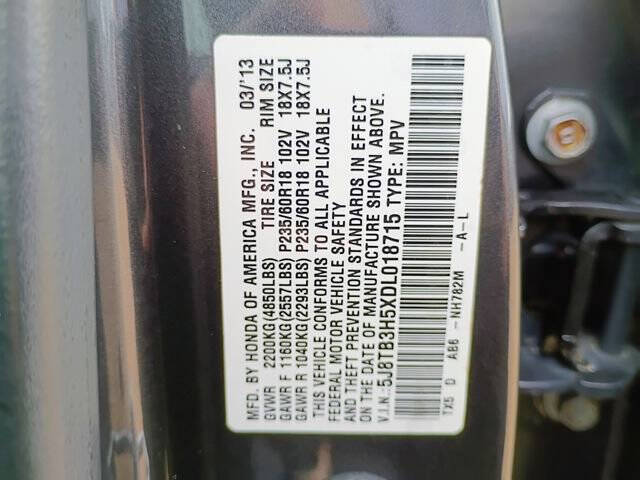 MFD. BY HONDA OF AMERICA MFG., INC. 03/'13
GVWR 2200KG(4850LBS) TIRE SIZE RIM SIZE
GAWR F 1160KG(2557LBS) P235/60R18 102V 18X7.5J
GAWR R 1040KG(2293LBS) P235/60R18 102V 18X7.5J
THIS VEHICLE CONFORMS TO ALL APPLICABLE
FEDERAL MOTOR VEHICLE SAFETY
AND THEFT PREVENTION STANDARDS IN EFFECT
ON THE DATE OF MANUFACTURE SHOWN ABOVE.
V.I.N. 5J8TB3H5XDL018715 TYPE: MPV
TX5 D AB6 -NH782M -A-L